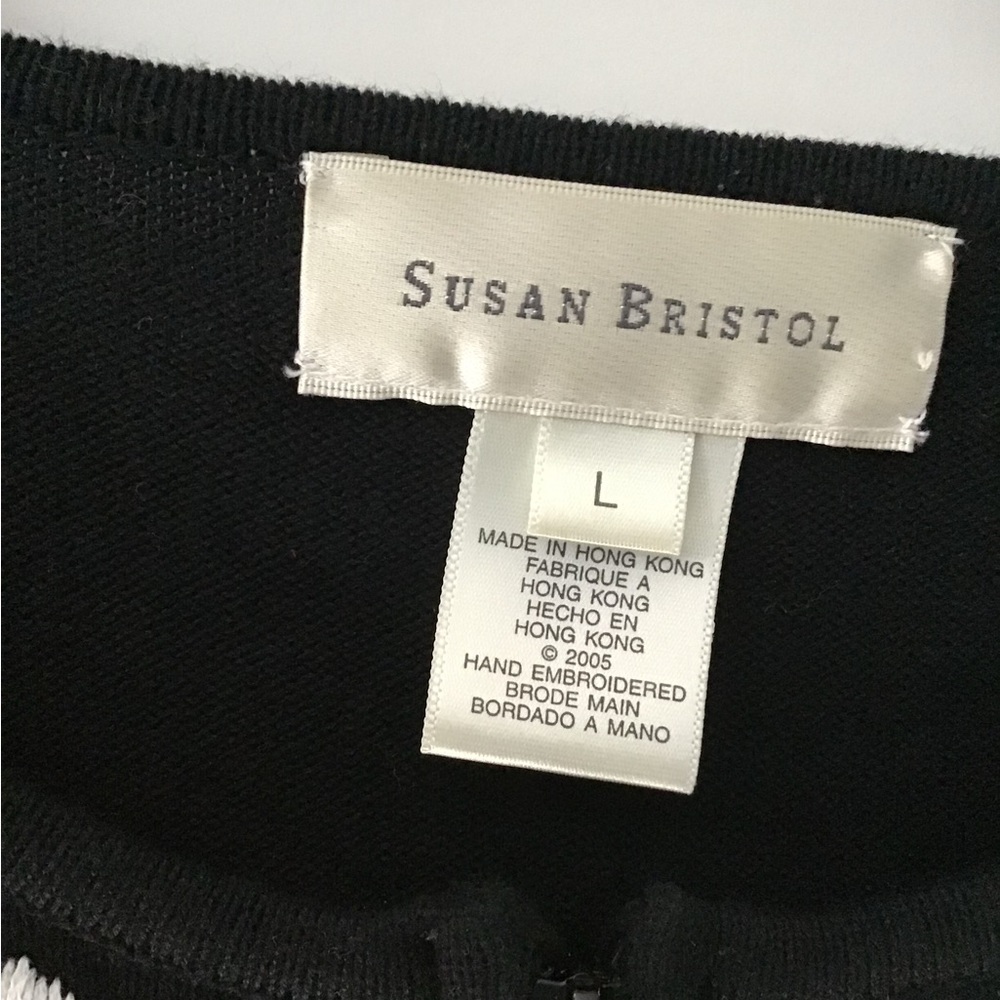 SUSAN BRISTOL
L
MADE IN HONG KONG
FABRIQUE A
HONG KONG
HECHO EN
HONG KONG
© 2005
HAND EMBROIDERED
BRODE MAIN
BORDADO A MANO